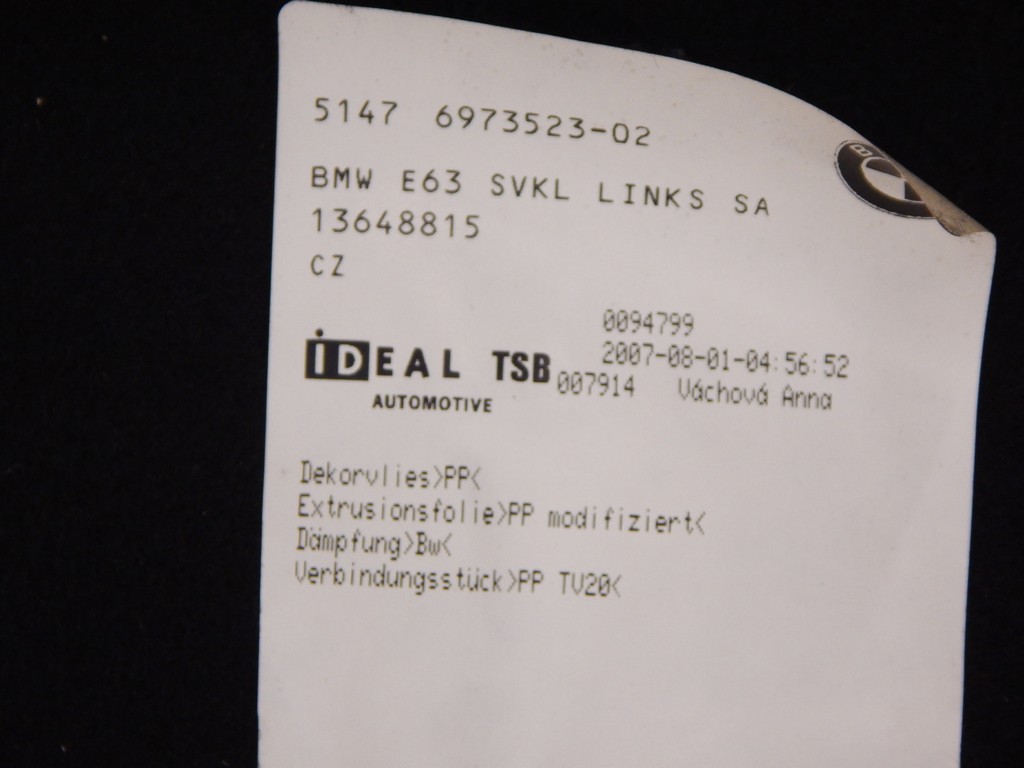 5147 6973523-02
BMW E63 SVKL LINKS SA
13648815
CZ
0094799
2007-08-01-04:56:52
iDEAL TSB
007914 Váchová Anna
AUTOMOTIVE
Dekorvlies>PP<
Extrusionsfolie>PP modifiziert<
Dämpfung>Bw<
Verbindungsstück>PP TV20<